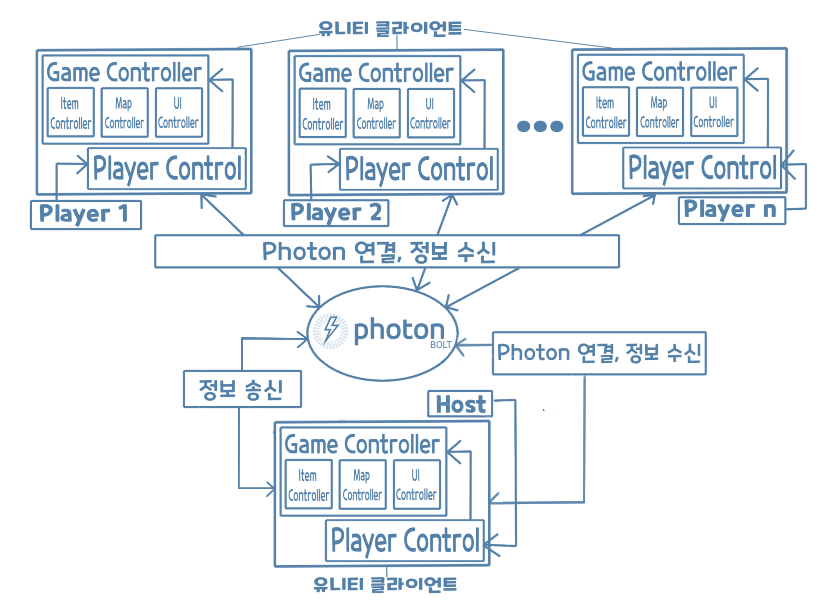 유니티 클라이언트
Game Controller
Item
Controller
Map
Controller
UI
Controller
Player Control
Player 1
Game Controller
Item
Controller
Map
Controller
UI
Controller
Player Control
Player 2
Game Controller
Item
Controller
Map
Controller
UI
Controller
Player Control
Player n
Photon 연결, 정보 수신
photon
BOLT
Photon 연결, 정보 수신
정보 송신
Host
Game Controller
Item
Controller
Map
Controller
UI
Controller
Player Control
유니티 클라이언트